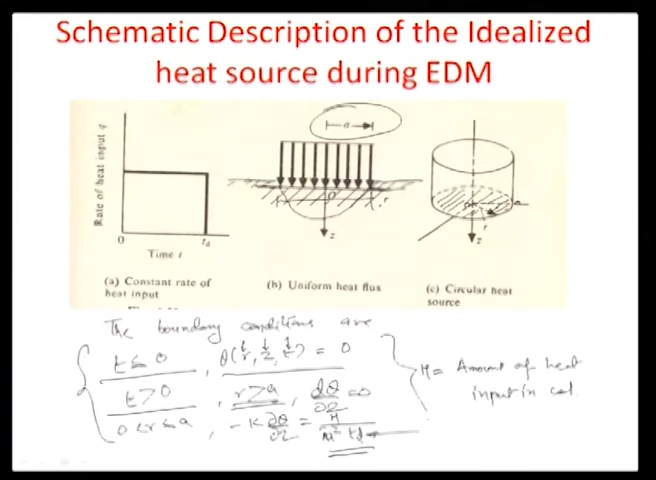 Schematic Description of the Idealized
heat source during EDM
Rate of heat input q
0
t_d
Time t
(a) Constant rate of
heat input
a
O
r
z
(b) Uniform heat flux
a
r
z
(c) Circular heat
source
The boundary conditions are
t ≤ 0, θ(r, z, t) = 0
t > 0, r > a, ∂θ/∂z = 0
0 < r ≤ a, -K ∂θ/∂z = H/πa² td
H = Amount of heat
input in cal.